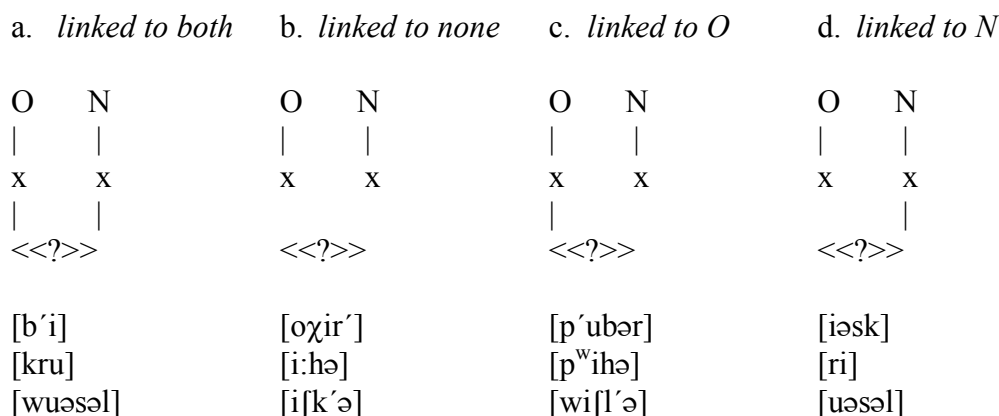 a. linked to both b. linked to none c. linked to O d. linked to N
O N O N O N O N
| | | | | | | |
x x x x x x x x
| | | |
<<?>> <<?>> <<?>> <<?>>
[b´i] [oχir´] [p´ubər] [iəsk]
[kru] [i:hə] [pʷihə] [ri]
[wuəsəl] [iʃk´ə] [wiʃl´ə] [uəsəl]